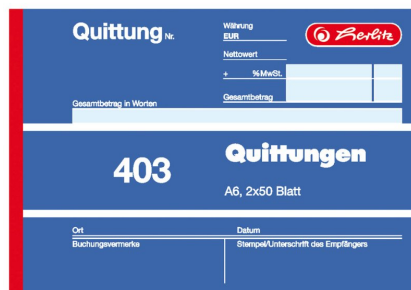 Quittung Nr.
Währung
EUR
Berlitz
Nettowert
+ % MwSt.
Gesamtbetrag
Gesamtbetrag in Worten
403
Quittungen
A6, 2x50 Blatt
Ort
Datum
Buchungsvermerke
Stempel/Unterschrift des Empfängers